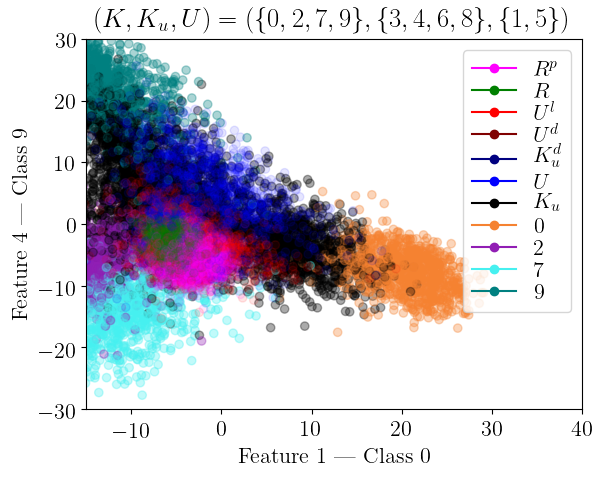 (K, K_u, U) = ({0, 2, 7, 9}, {3, 4, 6, 8}, {1, 5})
30
20
10
0
−10
−20
−30
Feature 4 — Class 9
R^p
R
U^l
U^d
K_u^d
U
K_u
0
2
7
9
−10 0 10 20 30 40
Feature 1 — Class 0